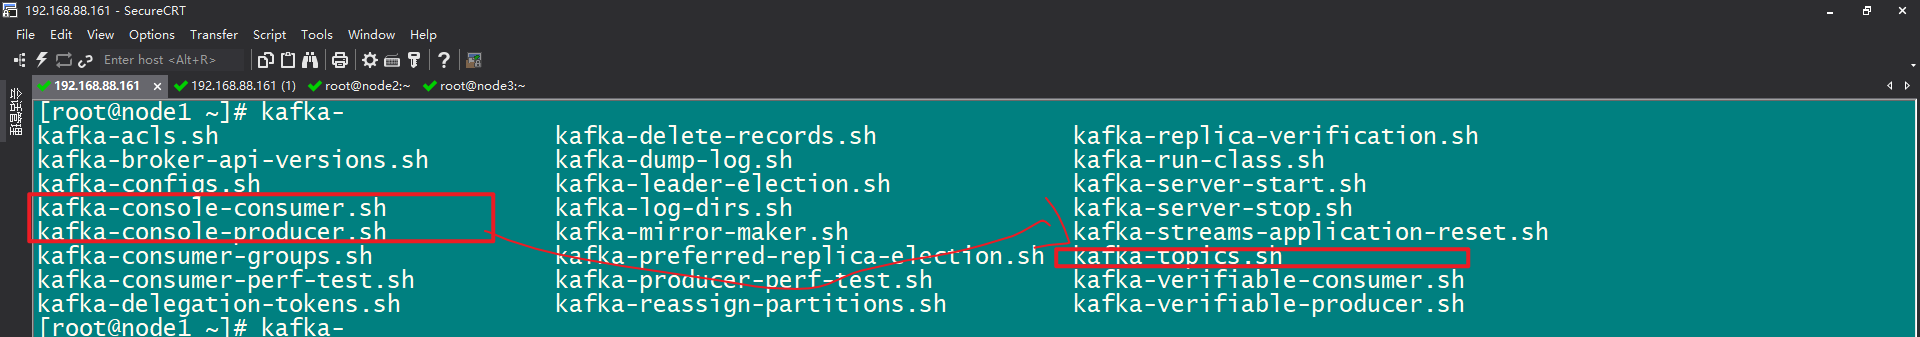 192.168.88.161 - SecureCRT
File Edit View Options Transfer Script Tools Window Help
Enter host <Alt+R>
会话管理
192.168.88.161 × 192.168.88.161 (1) root@node2:~ root@node3:~
[root@node1 ~]# kafka-
kafka-acls.sh kafka-delete-records.sh kafka-replica-verification.sh
kafka-broker-api-versions.sh kafka-dump-log.sh kafka-run-class.sh
kafka-configs.sh kafka-leader-election.sh kafka-server-start.sh
kafka-console-consumer.sh kafka-log-dirs.sh kafka-server-stop.sh
kafka-console-producer.sh kafka-mirror-maker.sh kafka-streams-application-reset.sh
kafka-consumer-groups.sh kafka-preferred-replica-election.sh kafka-topics.sh
kafka-consumer-perf-test.sh kafka-producer-perf-test.sh kafka-verifiable-consumer.sh
kafka-delegation-tokens.sh kafka-reassign-partitions.sh kafka-verifiable-producer.sh
[root@node1 ~]# kafka-